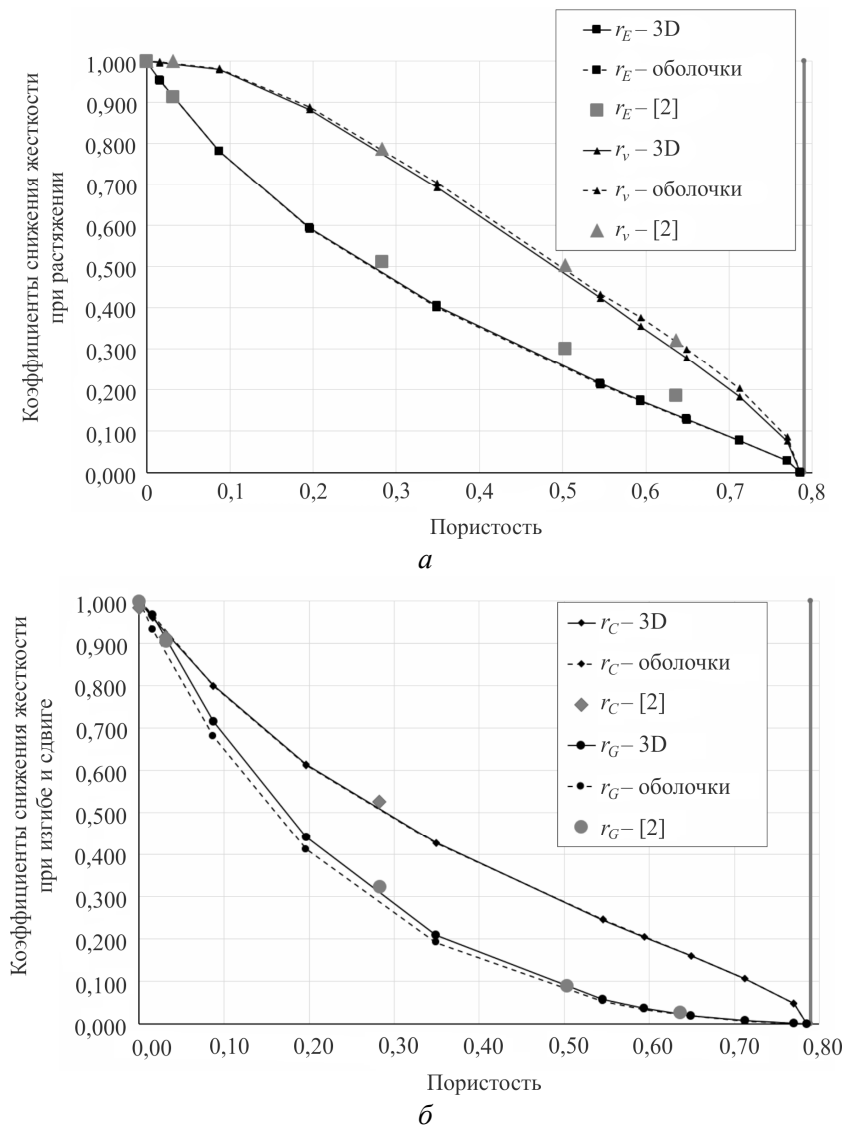 r_E – 3D
r_E – оболочки
r_E – [2]
r_v – 3D
r_v – оболочки
r_v – [2]
Коэффициенты снижения жесткости
при растяжении
1,000
0,900
0,800
0,700
0,600
0,500
0,400
0,300
0,200
0,100
0,000
0 0,1 0,2 0,3 0,4 0,5 0,6 0,7 0,8
Пористость
а
r_C – 3D
r_C – оболочки
r_C – [2]
r_G – 3D
r_G – оболочки
r_G – [2]
Коэффициенты снижения жесткости
при изгибе и сдвиге
1,000
0,900
0,800
0,700
0,600
0,500
0,400
0,300
0,200
0,100
0,000
0,00 0,10 0,20 0,30 0,40 0,50 0,60 0,70 0,80
Пористость
б